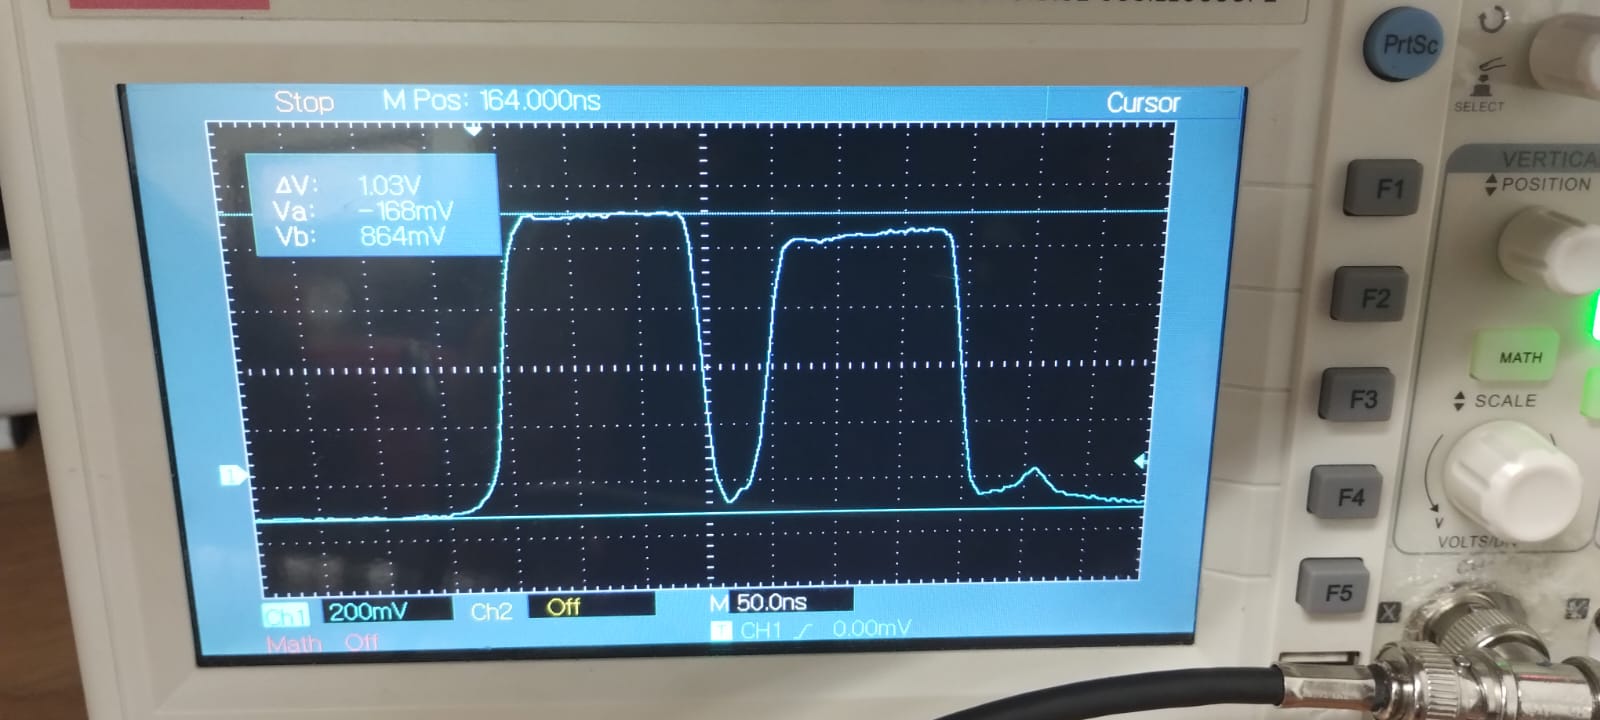 Stop M Pos: 164.000ns Cursor
ΔV: 1.03V
Va: -168mV
Vb: 864mV
1
Ch1 200mV Ch2 Off M 50.0ns
Math Off
T CH1 0.00mV
PrtSc
SELECT
F1
F2
F3
F4
F5
POSITION
MATH
SCALE
V
X